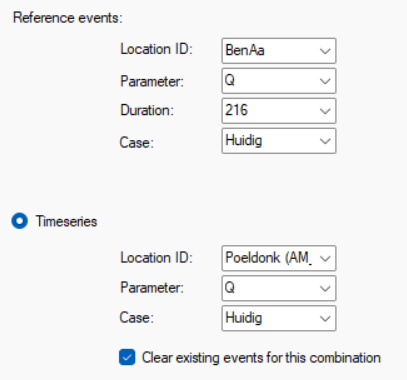 Reference events:
Location ID: BenAa
Parameter: Q
Duration: 216
Case: Huidig
Timeseries
Location ID: Poeldonk (AM_
Parameter: Q
Case: Huidig
Clear existing events for this combination